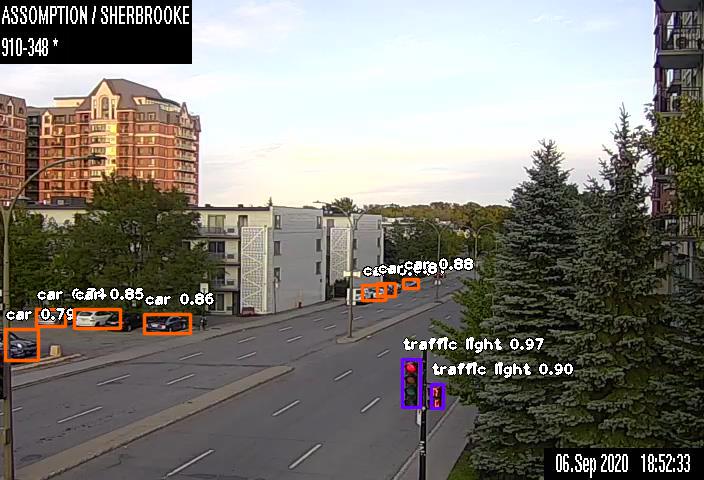 ASSOMPTION / SHERBROOKE
910-348 *
car 0.88
car 0.85
car 0.86
car 0.79
traffic light 0.97
traffic light 0.90
06.Sep 2020 18:52:33